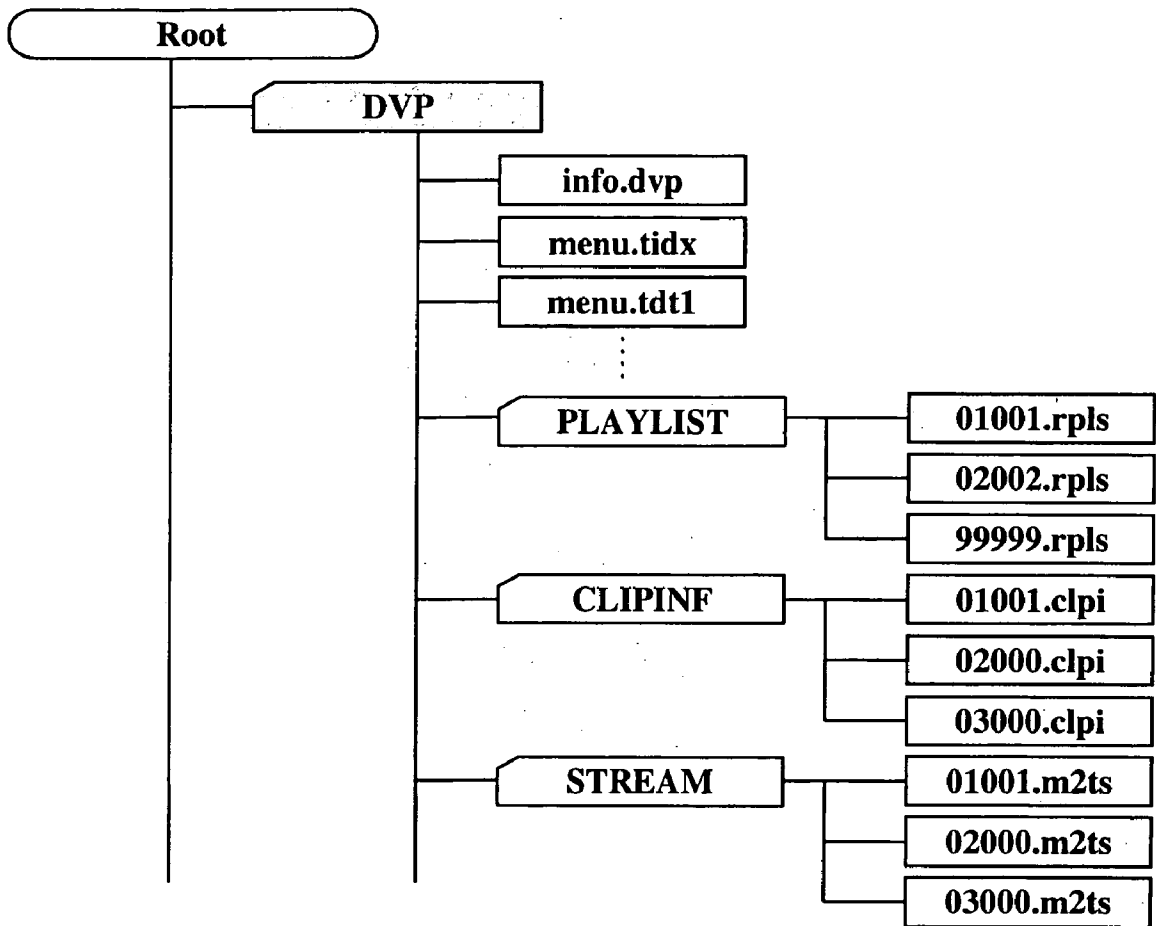 Root
DVP
info.dvp
menu.tidx
menu.tdt1
PLAYLIST
01001.rpls
02002.rpls
99999.rpls
CLIPINF
01001.clpi
02000.clpi
03000.clpi
STREAM
01001.m2ts
02000.m2ts
03000.m2ts